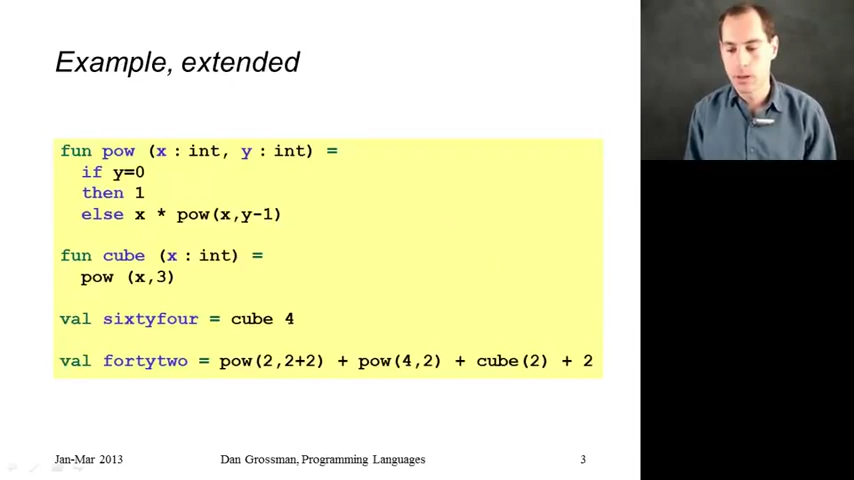 Example, extended
fun pow (x : int, y : int) =
if y=0
then 1
else x * pow(x,y-1)
fun cube (x : int) =
pow (x,3)
val sixtyfour = cube 4
val fortytwo = pow(2,2+2) + pow(4,2) + cube(2) + 2
Jan-Mar 2013
Dan Grossman, Programming Languages
3